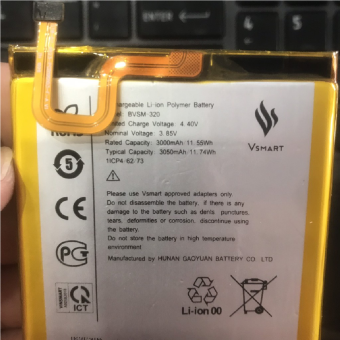 Rechargeable Li-ion Polymer Battery
BVSM-320
Limited Charge Voltage: 4.40V
Nominal Voltage: 3.85V
Rated Capacity: 3000mAh 11.55Wh
Typical Capacity: 3050mAh 11.74Wh
1ICP4/62/73
VSMART
Please use Vsmart approved adapters only
Do not disassemble the battery. If there is any
battery surface damage such as dents, punctures,
tears, deformities or corrosion, discontinue using
the battery.
Do not store the battery in high temperature
environment
Manufactured by HUNAN GAOYUAN BATTERY CO., LTD.
5
CE
ICT
Li-ion 00